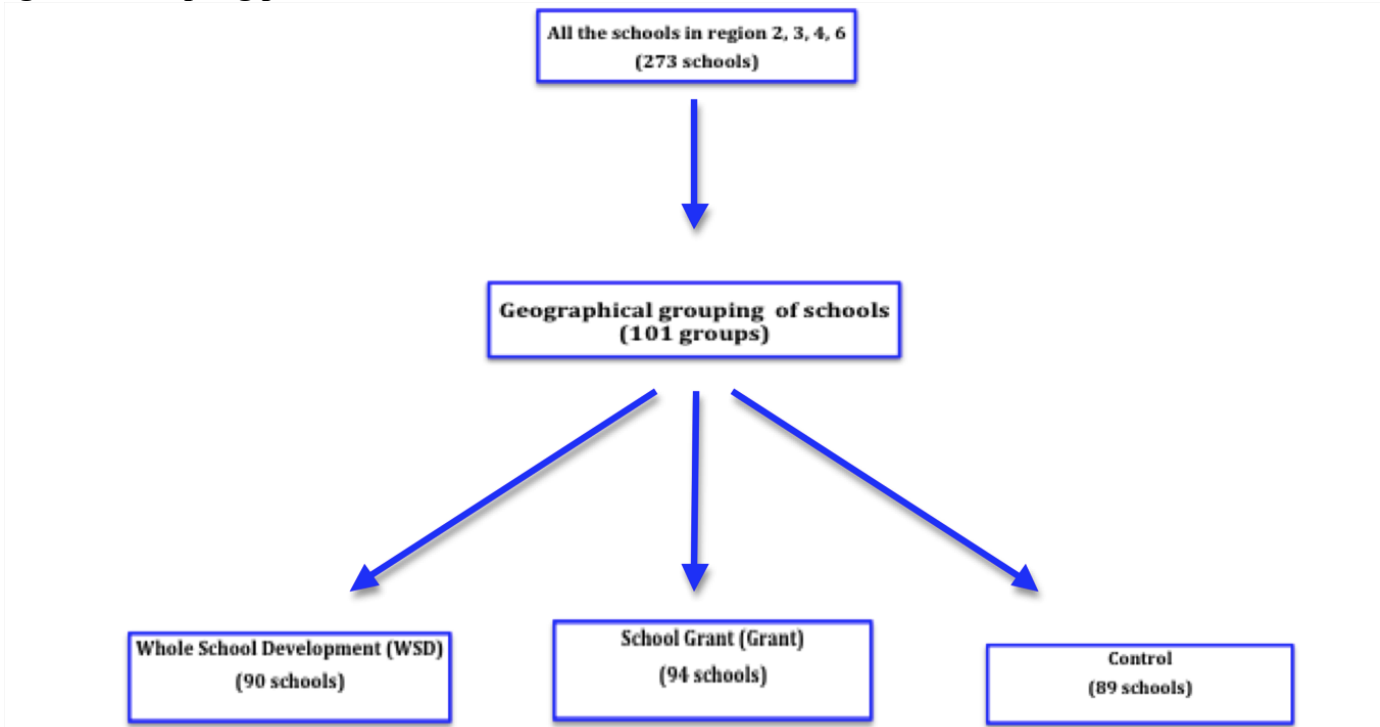 All the schools in region 2, 3, 4, 6
(273 schools)
Geographical grouping of schools
(101 groups)
Whole School Development (WSD)
(90 schools)
School Grant (Grant)
(94 schools)
Control
(89 schools)